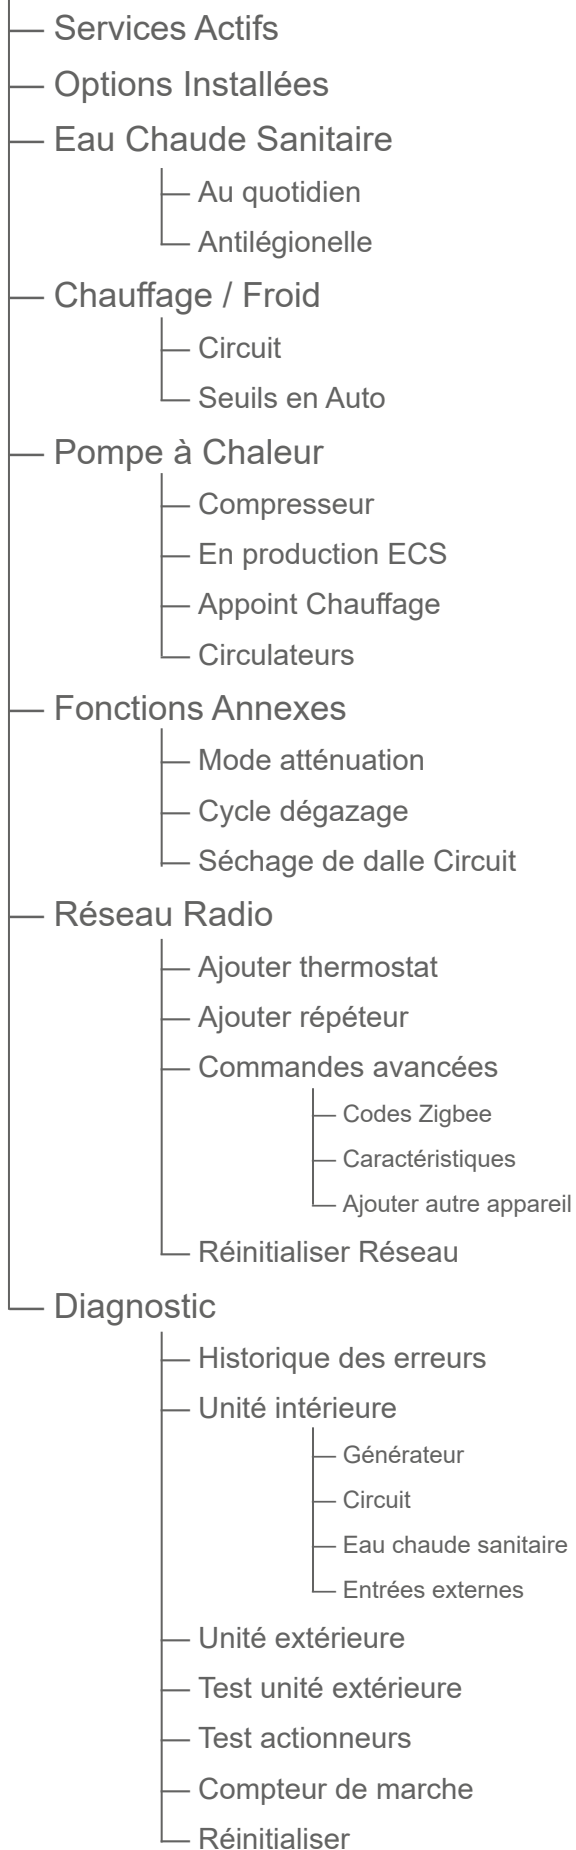 Services Actifs
Options Installées
Eau Chaude Sanitaire
Au quotidien
Antilégionelle
Chauffage / Froid
Circuit
Seuils en Auto
Pompe à Chaleur
Compresseur
En production ECS
Appoint Chauffage
Circulateurs
Fonctions Annexes
Mode atténuation
Cycle dégazage
Séchage de dalle Circuit
Réseau Radio
Ajouter thermostat
Ajouter répéteur
Commandes avancées
Codes Zigbee
Caractéristiques
Ajouter autre appareil
Réinitialiser Réseau
Diagnostic
Historique des erreurs
Unité intérieure
Générateur
Circuit
Eau chaude sanitaire
Entrées externes
Unité extérieure
Test unité extérieure
Test actionneurs
Compteur de marche
Réinitialiser